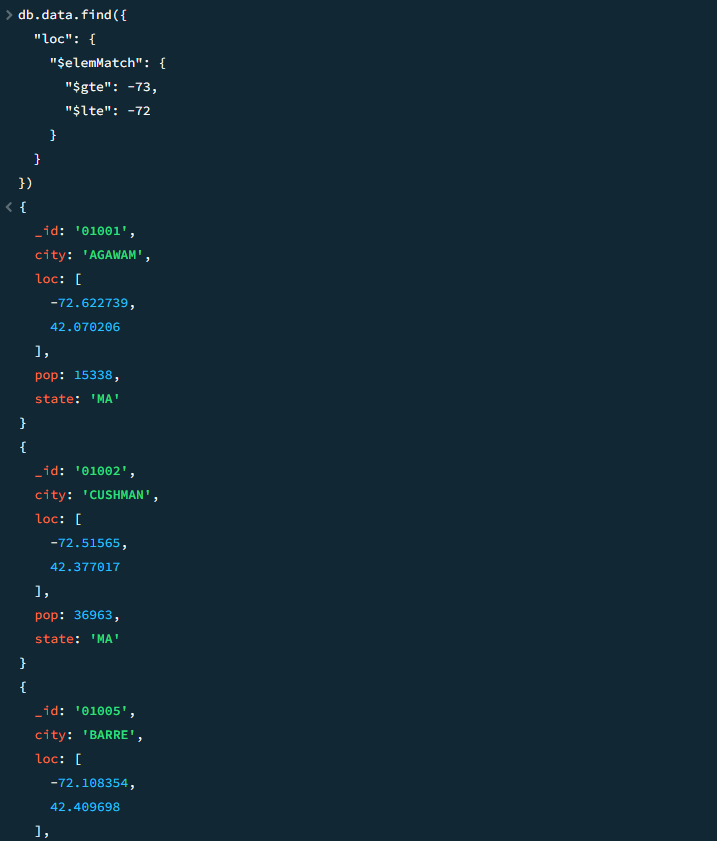 > db.data.find({
"loc": {
"$elemMatch": {
"$gte": -73,
"$lte": -72
}
}
})
< {
_id: '01001',
city: 'AGAWAM',
loc: [
-72.622739,
42.070206
],
pop: 15338,
state: 'MA'
}
{
_id: '01002',
city: 'CUSHMAN',
loc: [
-72.51565,
42.377017
],
pop: 36963,
state: 'MA'
}
{
_id: '01005',
city: 'BARRE',
loc: [
-72.108354,
42.409698
],